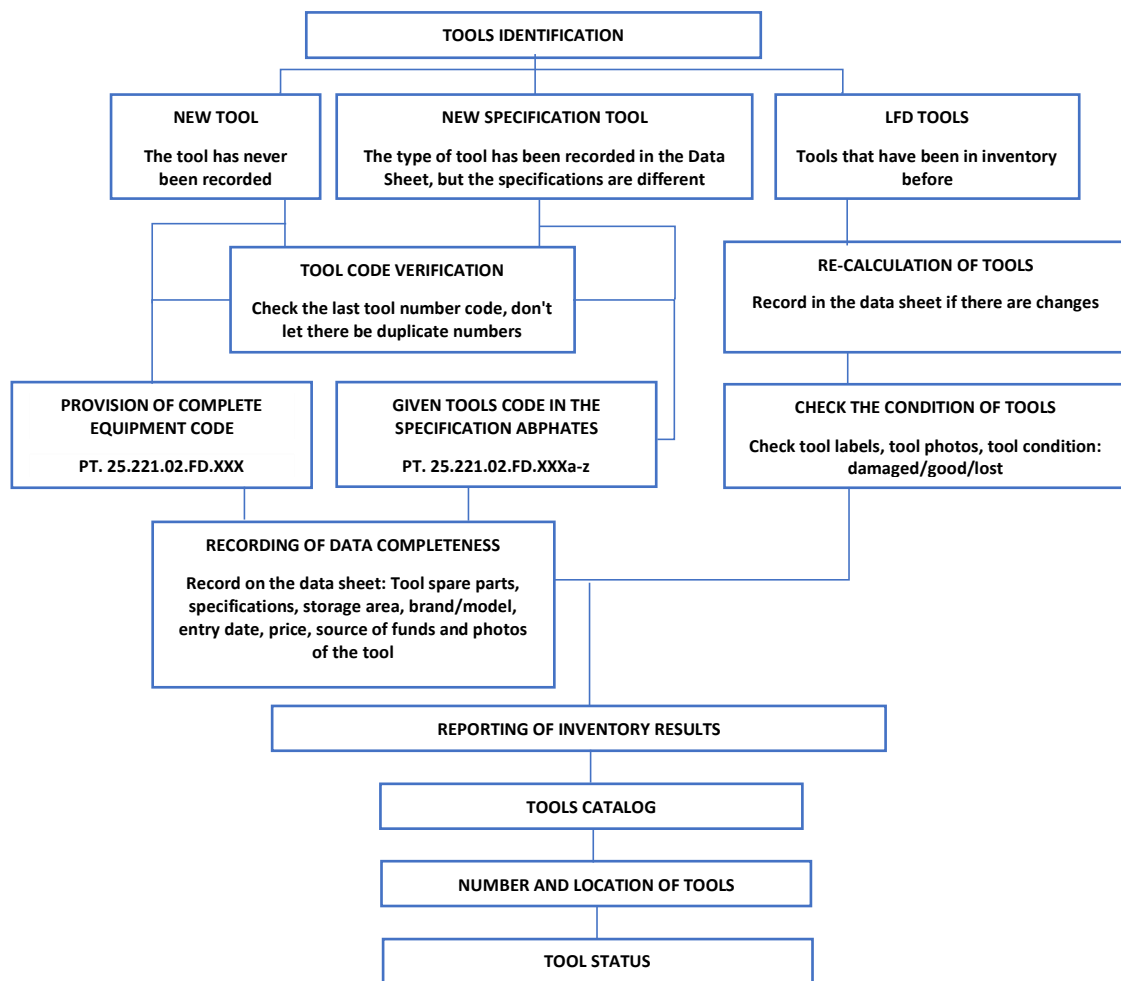 TOOLS IDENTIFICATION
NEW TOOL
The tool has never
been recorded
NEW SPECIFICATION TOOL
The type of tool has been recorded in the Data
Sheet, but the specifications are different
LFD TOOLS
Tools that have been in inventory
before
TOOL CODE VERIFICATION
Check the last tool number code, don't
let there be duplicate numbers
RE-CALCULATION OF TOOLS
Record in the data sheet if there are changes
PROVISION OF COMPLETE
EQUIPMENT CODE
PT. 25.221.02.FD.XXX
GIVEN TOOLS CODE IN THE
SPECIFICATION ABPHATES
PT. 25.221.02.FD.XXXa-z
CHECK THE CONDITION OF TOOLS
Check tool labels, tool photos, tool condition:
damaged/good/lost
RECORDING OF DATA COMPLETENESS
Record on the data sheet: Tool spare parts,
specifications, storage area, brand/model,
entry date, price, source of funds and photos
of the tool
REPORTING OF INVENTORY RESULTS
TOOLS CATALOG
NUMBER AND LOCATION OF TOOLS
TOOL STATUS